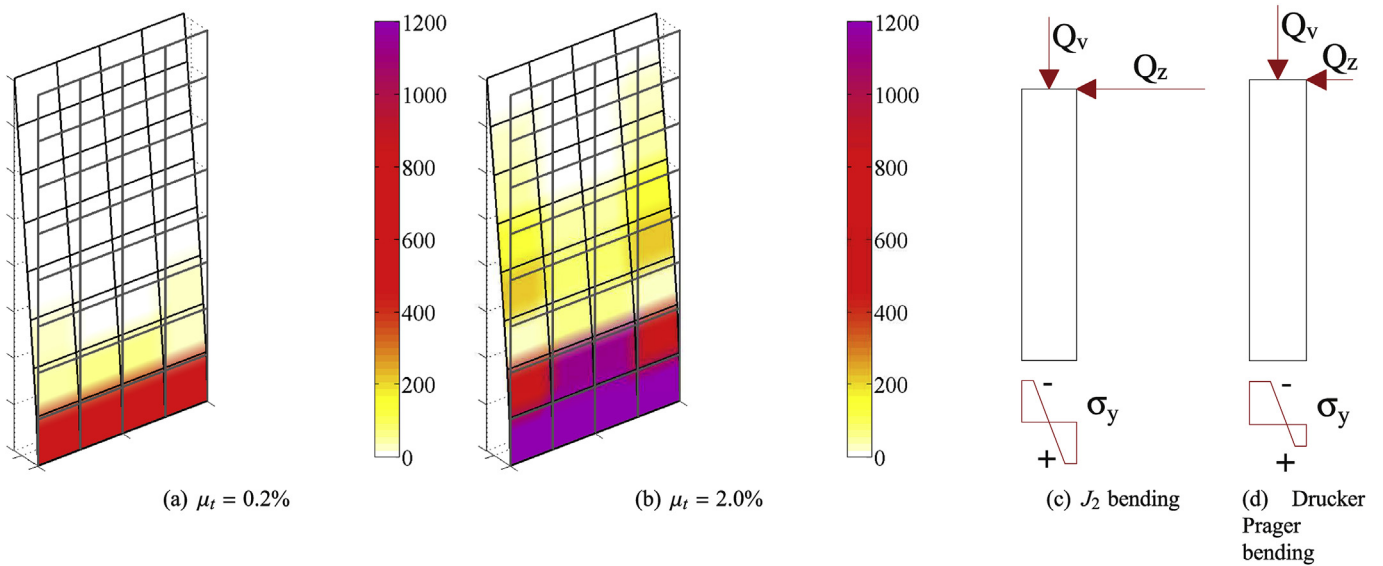 1200
1000
800
600
400
200
0
(a) μt = 0.2%
1200
1000
800
600
400
200
0
(b) μt = 2.0%
Qv
Qz
-
σy
+
(c) J2 bending
Qv
Qz
-
σy
+
(d) Drucker
Prager
bending